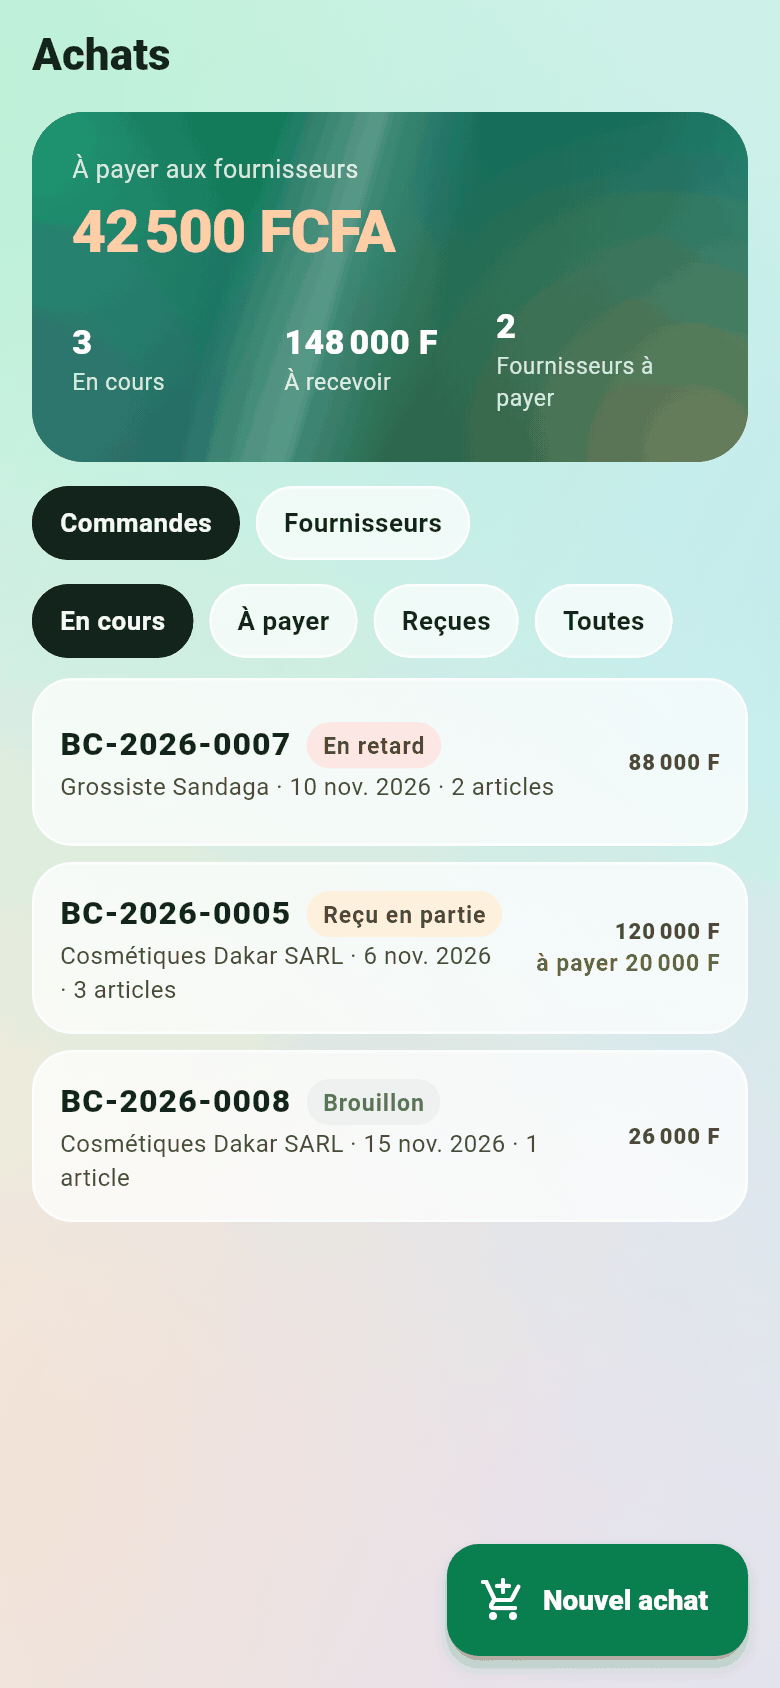 Achats
À payer aux fournisseurs
42 500 FCFA
3
En cours
148 000 F
À recevoir
2
Fournisseurs à
payer
Commandes
Fournisseurs
En cours
À payer
Reçues
Toutes
BC-2026-0007 En retard
Grossiste Sandaga · 10 nov. 2026 · 2 articles
88 000 F
BC-2026-0005 Reçu en partie
Cosmétiques Dakar SARL · 6 nov. 2026
· 3 articles
120 000 F
à payer 20 000 F
BC-2026-0008 Brouillon
Cosmétiques Dakar SARL · 15 nov. 2026 · 1
article
26 000 F
Nouvel achat